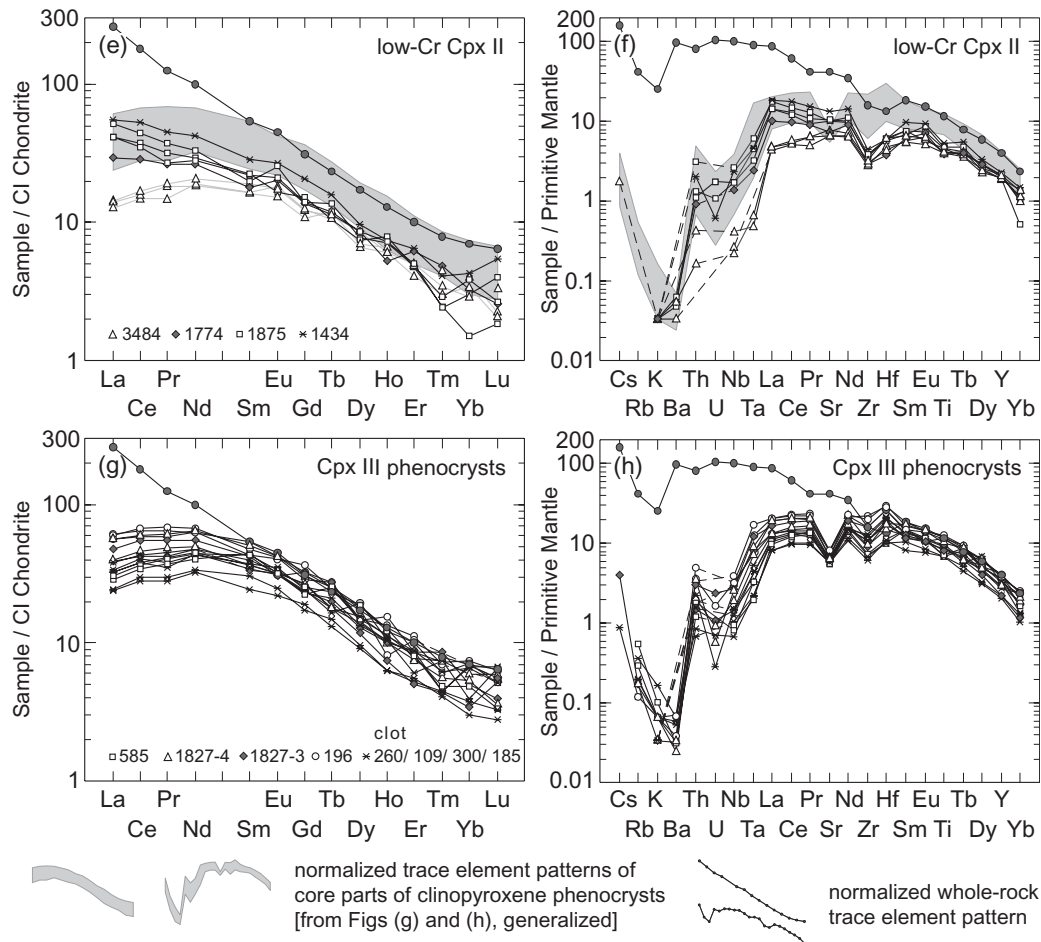 (e) low-Cr Cpx II
Sample / CI Chondrite
300
100
10
1
3484 1774 1875 1434
La Pr Eu Tb Ho Tm Lu
Ce Nd Sm Gd Dy Er Yb
(f) low-Cr Cpx II
Sample / Primitive Mantle
200
100
10
1
0.1
0.01
Cs K Th Nb La Pr Nd Hf Eu Tb Y
Rb Ba U Ta Ce Sr Zr Sm Ti Dy Yb
(g) Cpx III phenocrysts
Sample / CI Chondrite
300
100
10
1
clot
585 1827-4 1827-3 196 260/ 109/ 300/ 185
La Pr Eu Tb Ho Tm Lu
Ce Nd Sm Gd Dy Er Yb
(h) Cpx III phenocrysts
Sample / Primitive Mantle
200
100
10
1
0.1
0.01
Cs K Th Nb La Pr Nd Hf Eu Tb Y
Rb Ba U Ta Ce Sr Zr Sm Ti Dy Yb
normalized trace element patterns of
core parts of clinopyroxene phenocrysts
[from Figs (g) and (h), generalized]
normalized whole-rock
trace element pattern